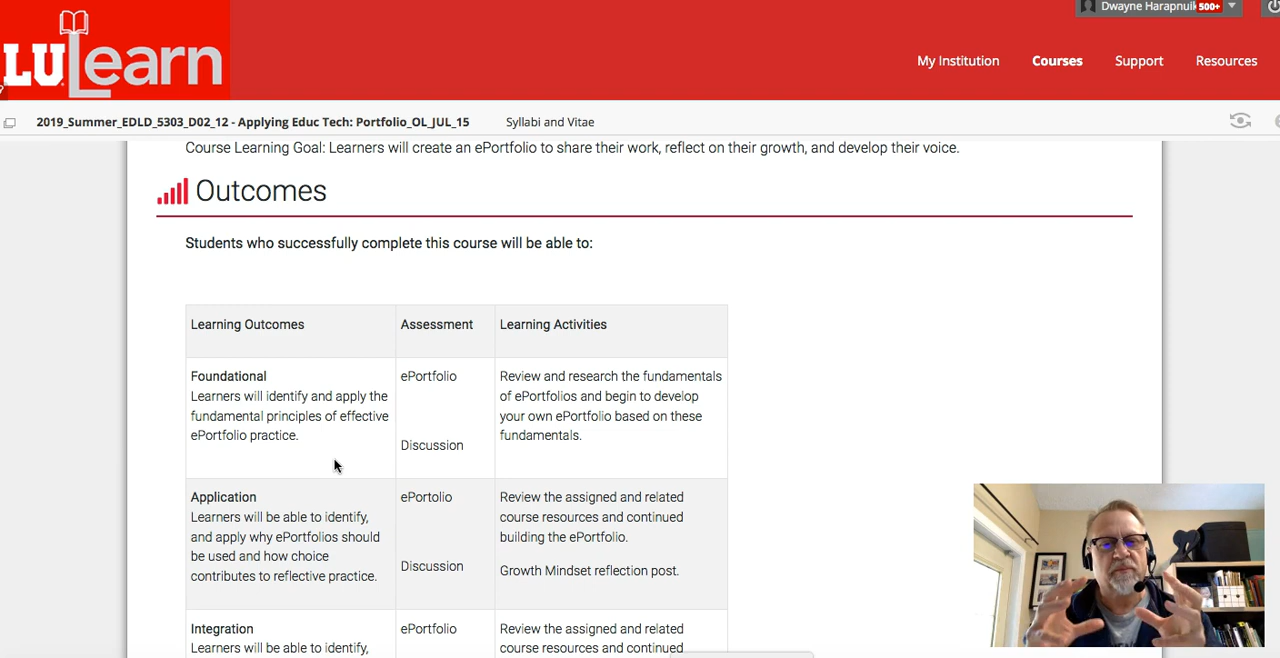 Dwayne Harapnuik 500+
LU Learn
My Institution Courses Support Resources
2019_Summer_EDLD_5303_D02_12 - Applying Educ Tech: Portfolio_OL_JUL_15 Syllabi and Vitae
Course Learning Goal: Learners will create an ePortfolio to share their work, reflect on their growth, and develop their voice.
Outcomes
Students who successfully complete this course will be able to:
Learning Outcomes Assessment Learning Activities
Foundational ePortfolio Review and research the fundamentals
Learners will identify and apply the of ePortfolios and begin to develop
fundamental principles of effective your own ePortfolio based on these
ePortfolio practice. fundamentals.
Discussion
Application ePortolio Review the assigned and related
Learners will be able to identify, course resources and continued
and apply why ePortfolios should building the ePortfolio.
be used and how choice
contributes to reflective practice. Discussion Growth Mindset reflection post.
Integration ePortfolio Review the assigned and related
Learners will be able to identify, course resources and continued